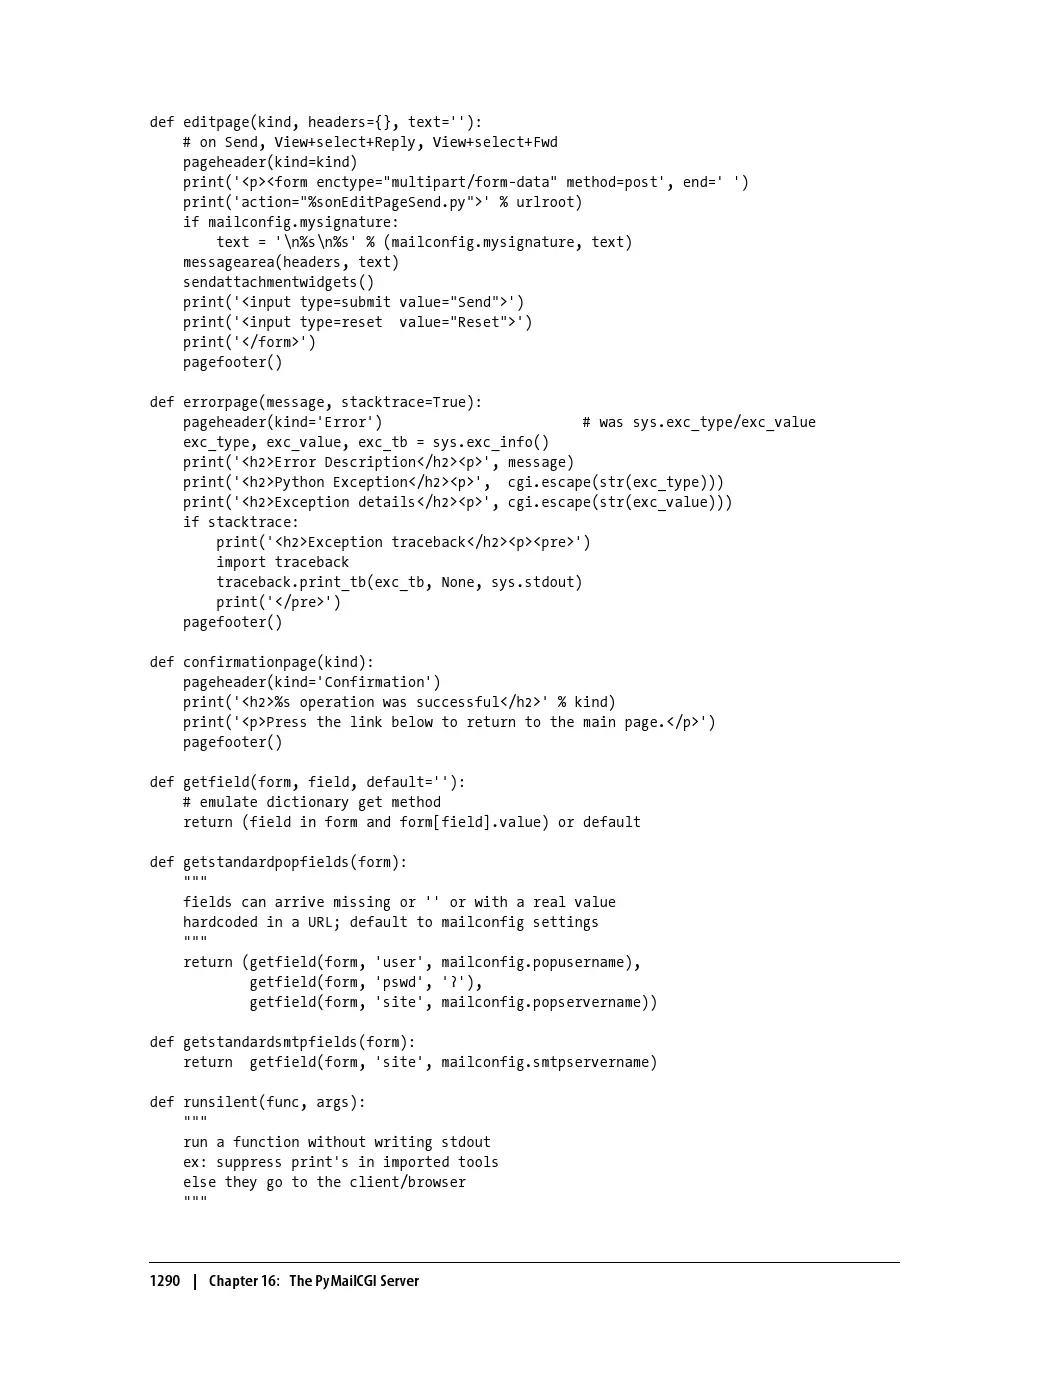 def editpage(kind, headers={}, text=''):
    # on Send, View+select+Reply, View+select+Fwd
    pageheader(kind=kind)
    print('<p><form enctype="multipart/form-data" method=post', end=' ')
    print('action="%sonEditPageSend.py">' % urlroot)
    if mailconfig.mysignature:
        text = '\n%s\n%s' % (mailconfig.mysignature, text)
    messagearea(headers, text)
    sendattachmentwidgets()
    print('<input type=submit value="Send">')
    print('<input type=reset  value="Reset">')
    print('</form>')
    pagefooter()

def errorpage(message, stacktrace=True):
    pageheader(kind='Error')                        # was sys.exc_type/exc_value
    exc_type, exc_value, exc_tb = sys.exc_info()
    print('<h2>Error Description</h2><p>', message)
    print('<h2>Python Exception</h2><p>',  cgi.escape(str(exc_type)))
    print('<h2>Exception details</h2><p>', cgi.escape(str(exc_value)))
    if stacktrace:
        print('<h2>Exception traceback</h2><p><pre>')
        import traceback
        traceback.print_tb(exc_tb, None, sys.stdout)
        print('</pre>')
    pagefooter()

def confirmationpage(kind):
    pageheader(kind='Confirmation')
    print('<h2>%s operation was successful</h2>' % kind)
    print('<p>Press the link below to return to the main page.</p>')
    pagefooter()

def getfield(form, field, default=''):
    # emulate dictionary get method
    return (field in form and form[field].value) or default

def getstandardpopfields(form):
    """
    fields can arrive missing or '' or with a real value
    hardcoded in a URL; default to mailconfig settings
    """
    return (getfield(form, 'user', mailconfig.popusername),
            getfield(form, 'pswd', '?'),
            getfield(form, 'site', mailconfig.popservername))

def getstandardsmtpfields(form):
    return  getfield(form, 'site', mailconfig.smtpservername)

def runsilent(func, args):
    """
    run a function without writing stdout
    ex: suppress print's in imported tools
    else they go to the client/browser
    """

1290 | Chapter 16: The PyMailCGI Server